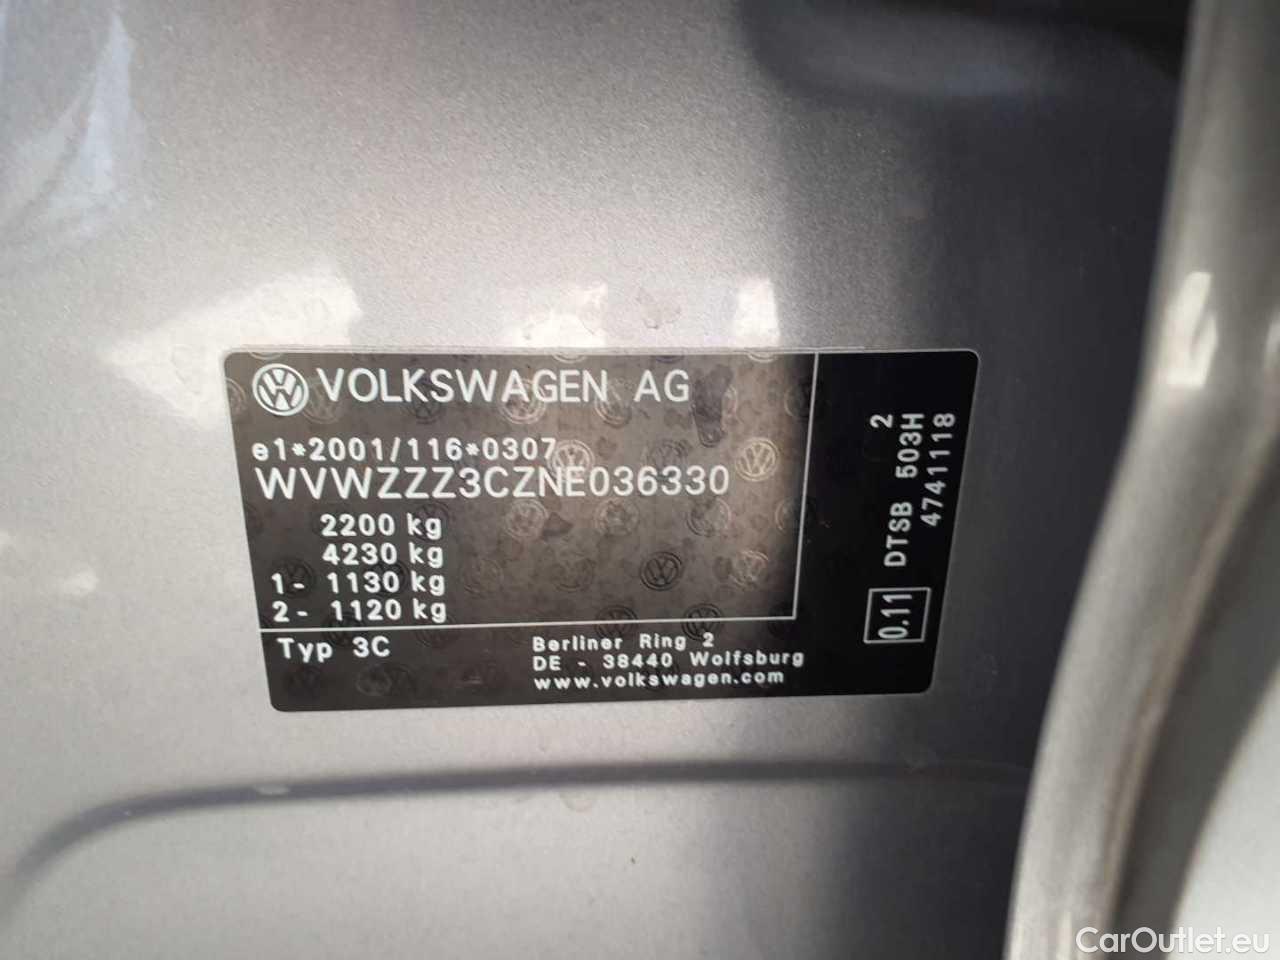 VOLKSWAGEN AG
e1*2001/116*0307
WVWZZZ3CZNE036330
2200 kg
4230 kg
1- 1130 kg
2- 1120 kg
Typ 3C
Berliner Ring 2
DE - 38440 Wolfsburg
www.volkswagen.com
2
DTSB 503H
4741118
0.11
CarOutlet.eu